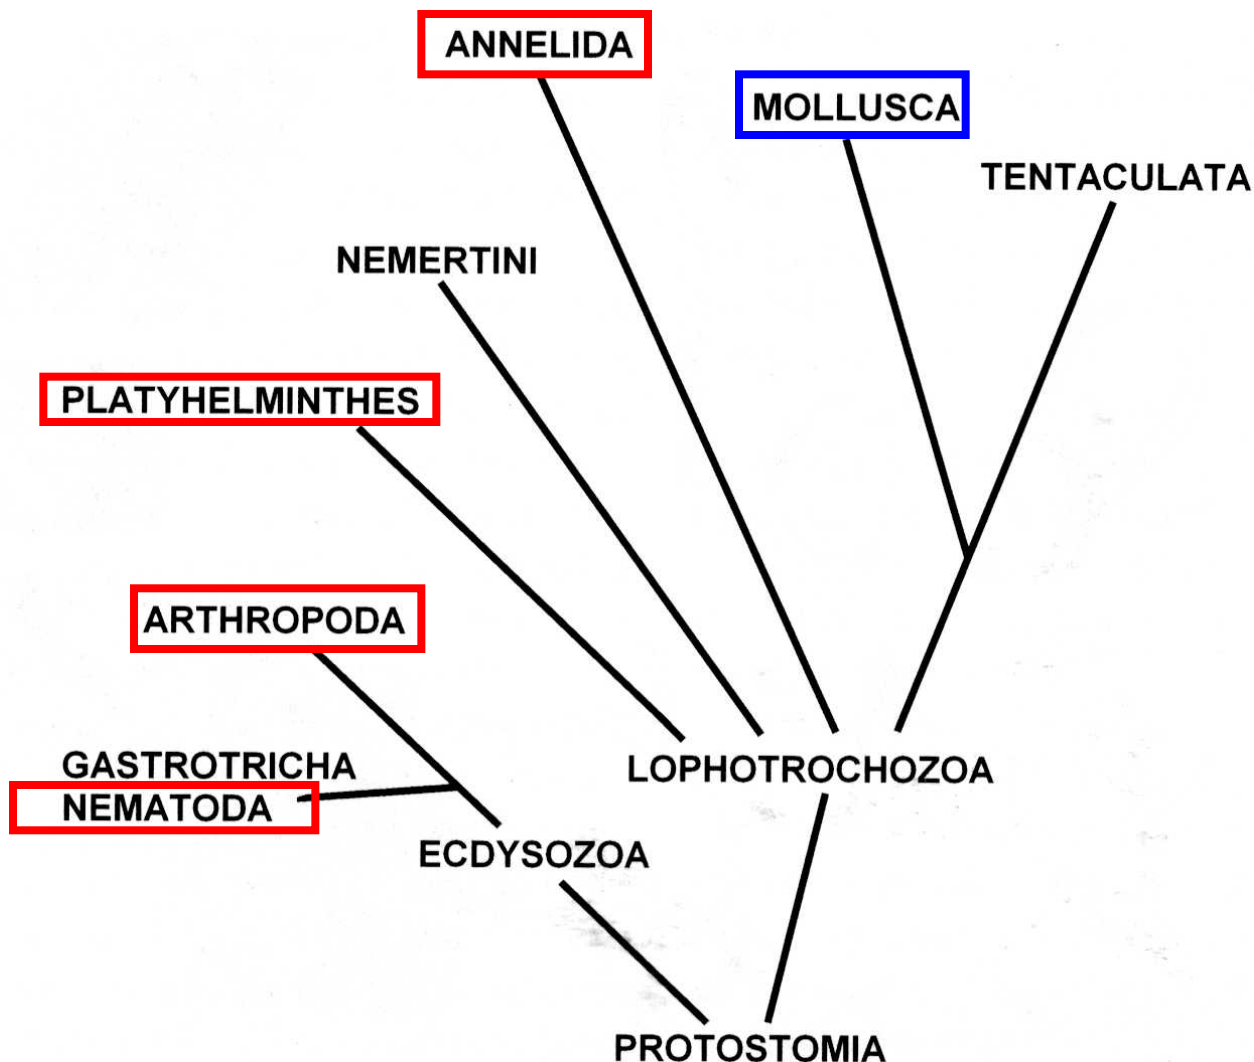 ANNELIDA
MOLLUSCA
TENTACULATA
NEMERTINI
PLATYHELMINTHES
ARTHROPODA
GASTROTRICHA
NEMATODA
LOPHOTROCHOZOA
ECDYSOZOA
PROTOSTOMIA